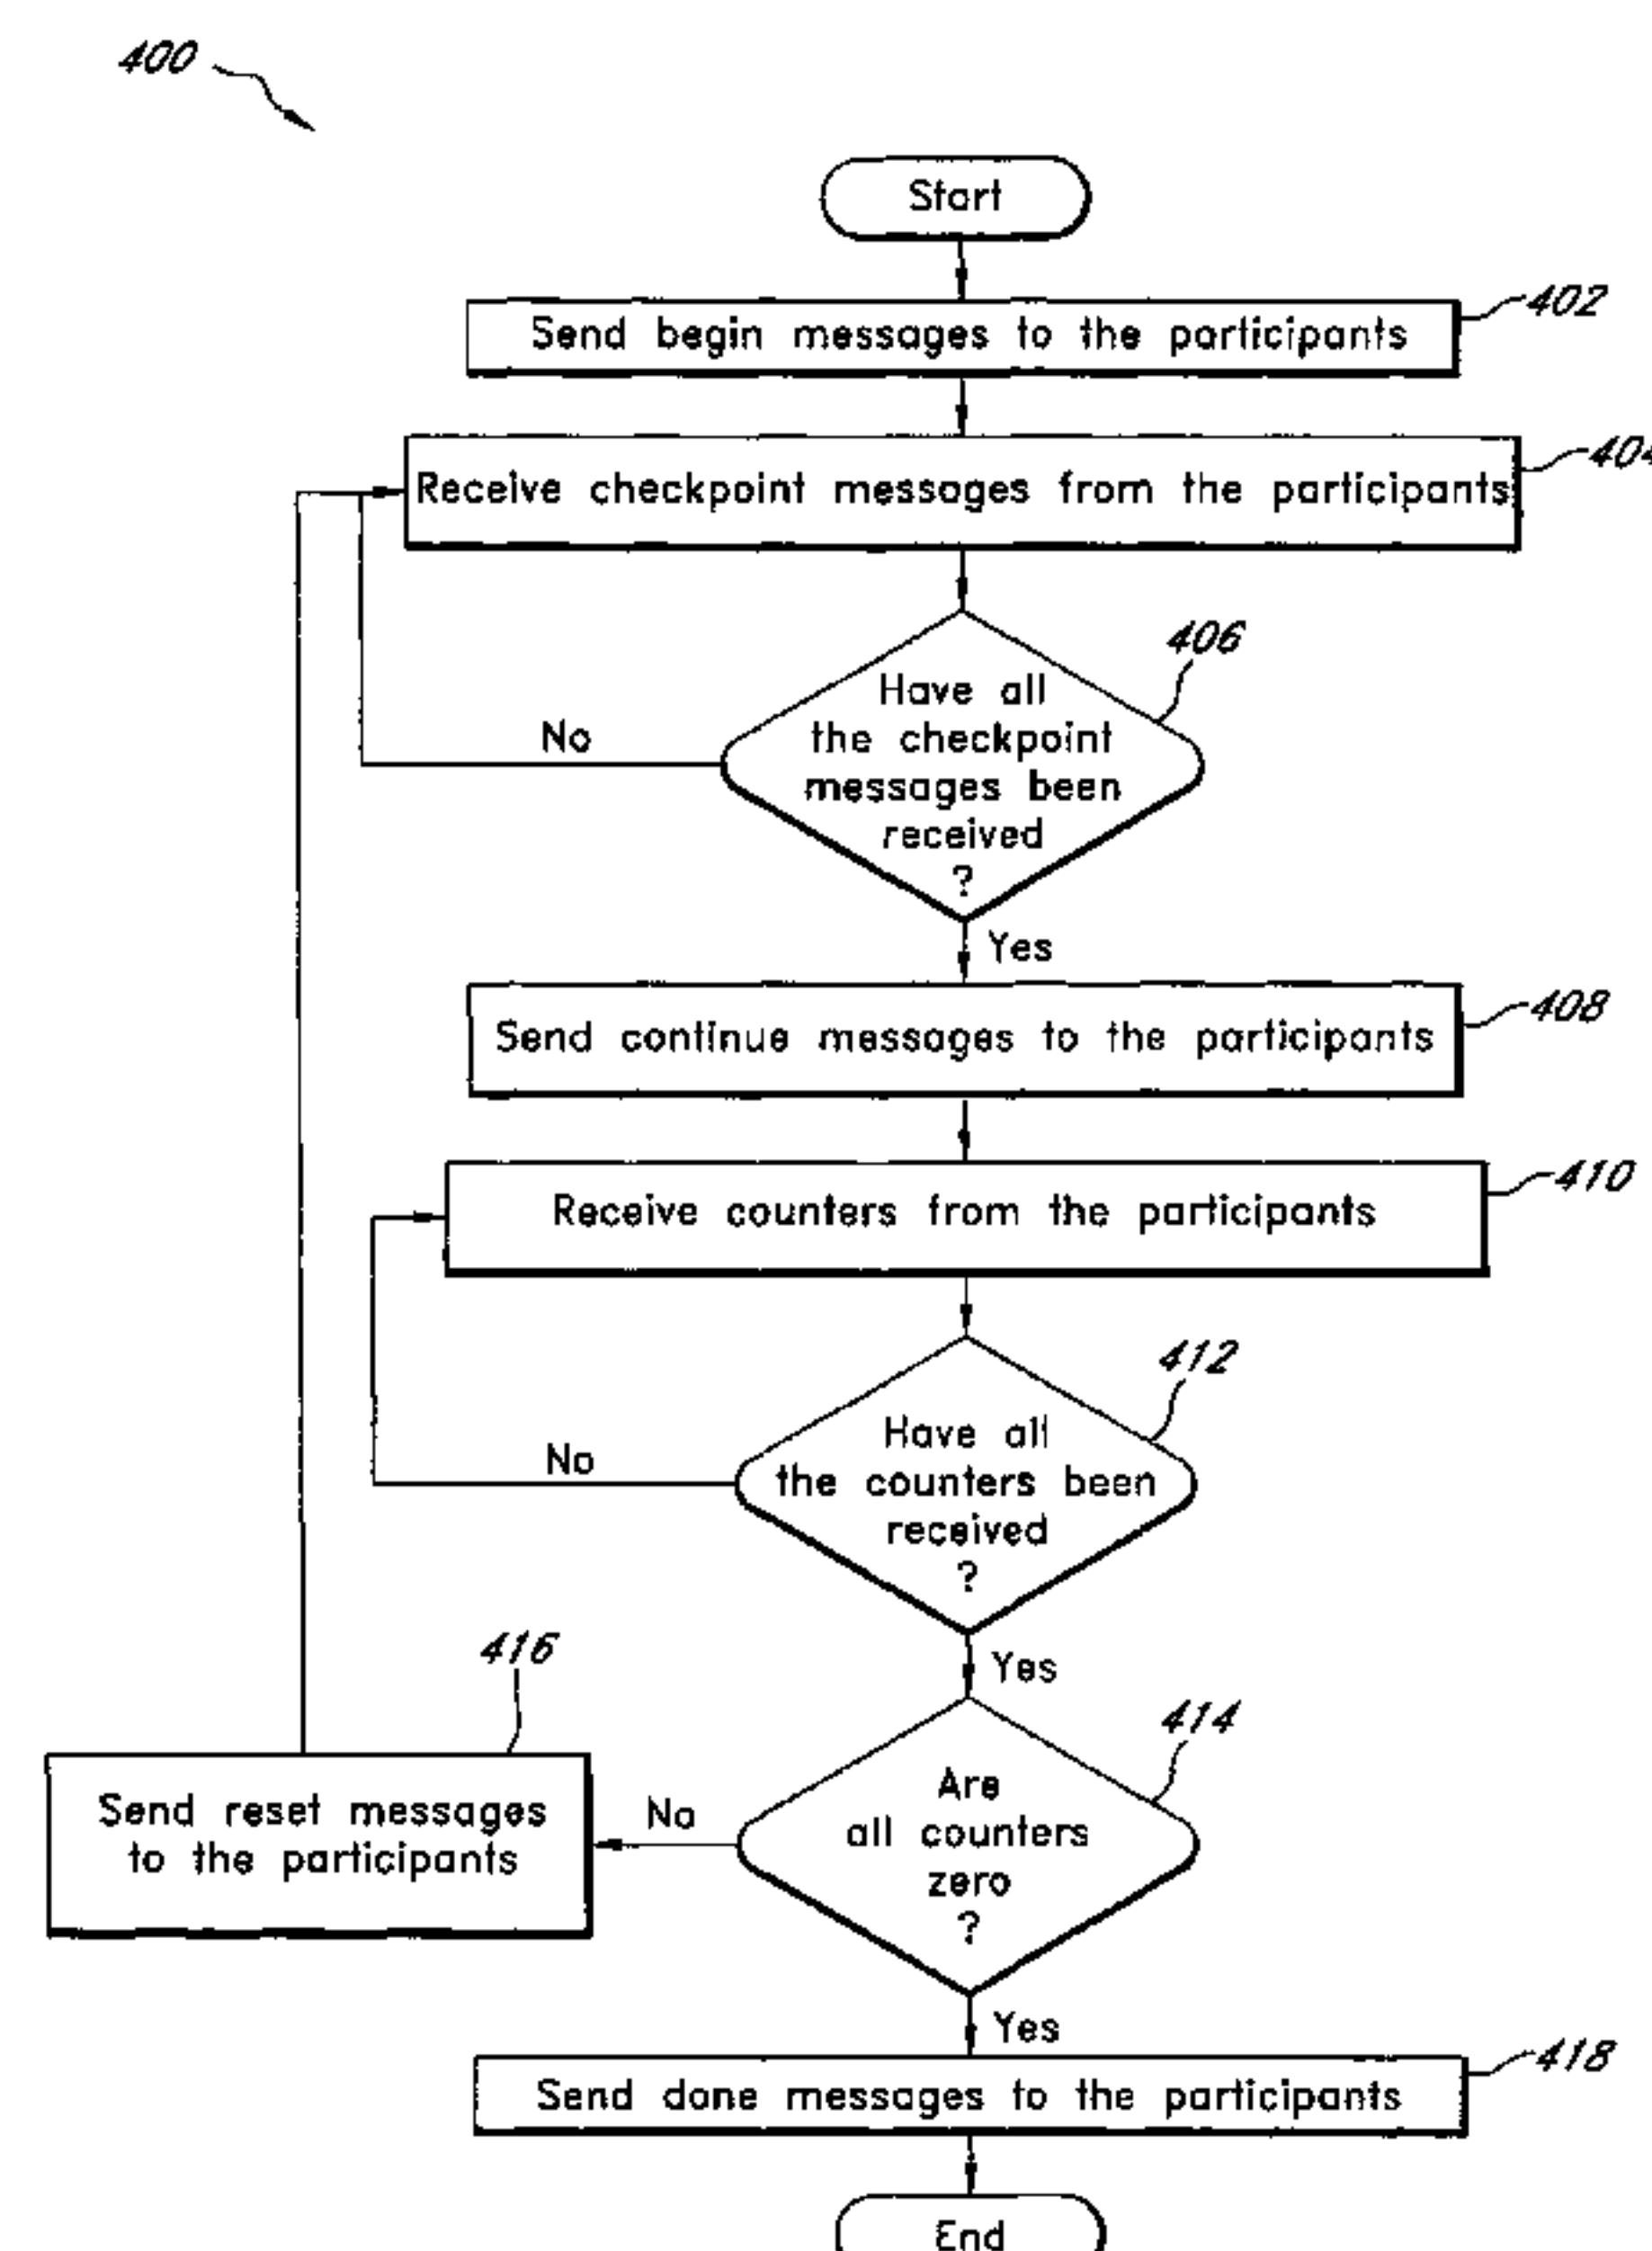 400
Start
402
Send begin messages to the participants
404
Receive checkpoint messages from the participants
406
Have all
the checkpoint
messages been
received
?
No
Yes
408
Send continue messages to the participants
410
Receive counters from the participants
412
Have all
the counters been
received
?
No
Yes
416
414
Send reset messages
to the participants
No
Are
all counters
zero
?
Yes
418
Send done messages to the participants
End